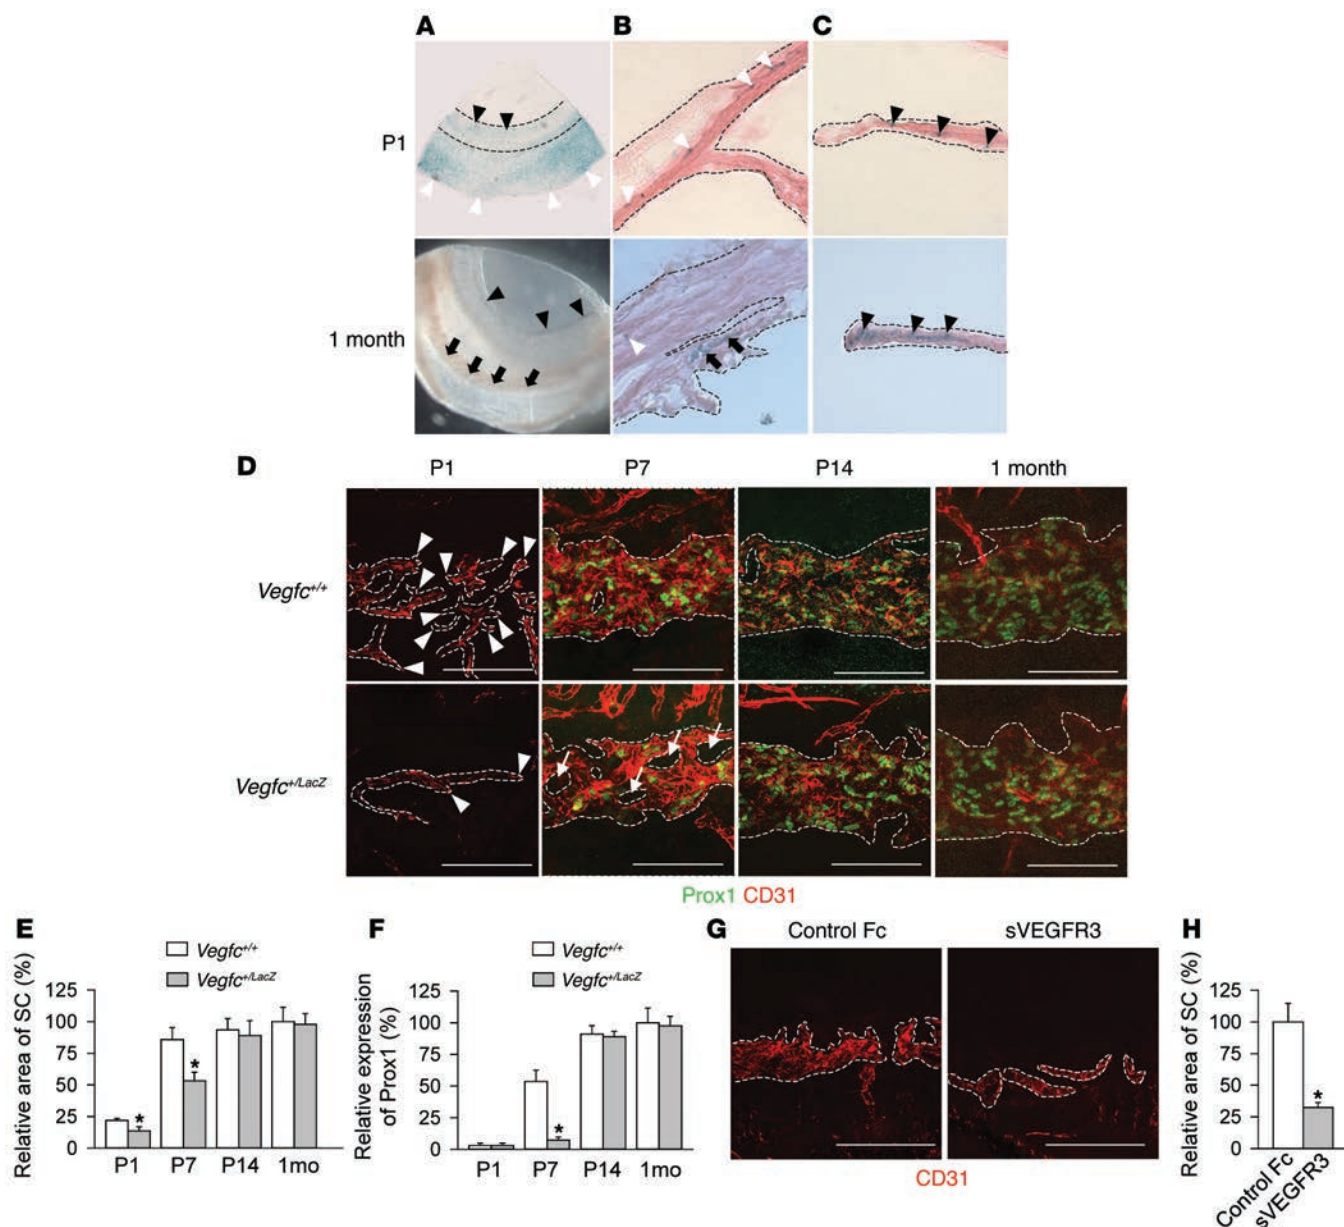 A
B
C
P1
1 month
D
P1
P7
P14
1 month
Vegfc+/+
Vegfc+/LacZ
Prox1 CD31
E
Vegfc+/+
Vegfc+/LacZ
Relative area of SC (%)
125
100
75
50
25
0
*
*
P1
P7
P14
1mo
F
Vegfc+/+
Vegfc+/LacZ
Relative expression
of Prox1 (%)
125
100
75
50
25
0
*
P1
P7
P14
1mo
G
Control Fc
sVEGFR3
CD31
H
Relative area of SC (%)
125
100
75
50
25
0
*
Control Fc
sVEGFR3